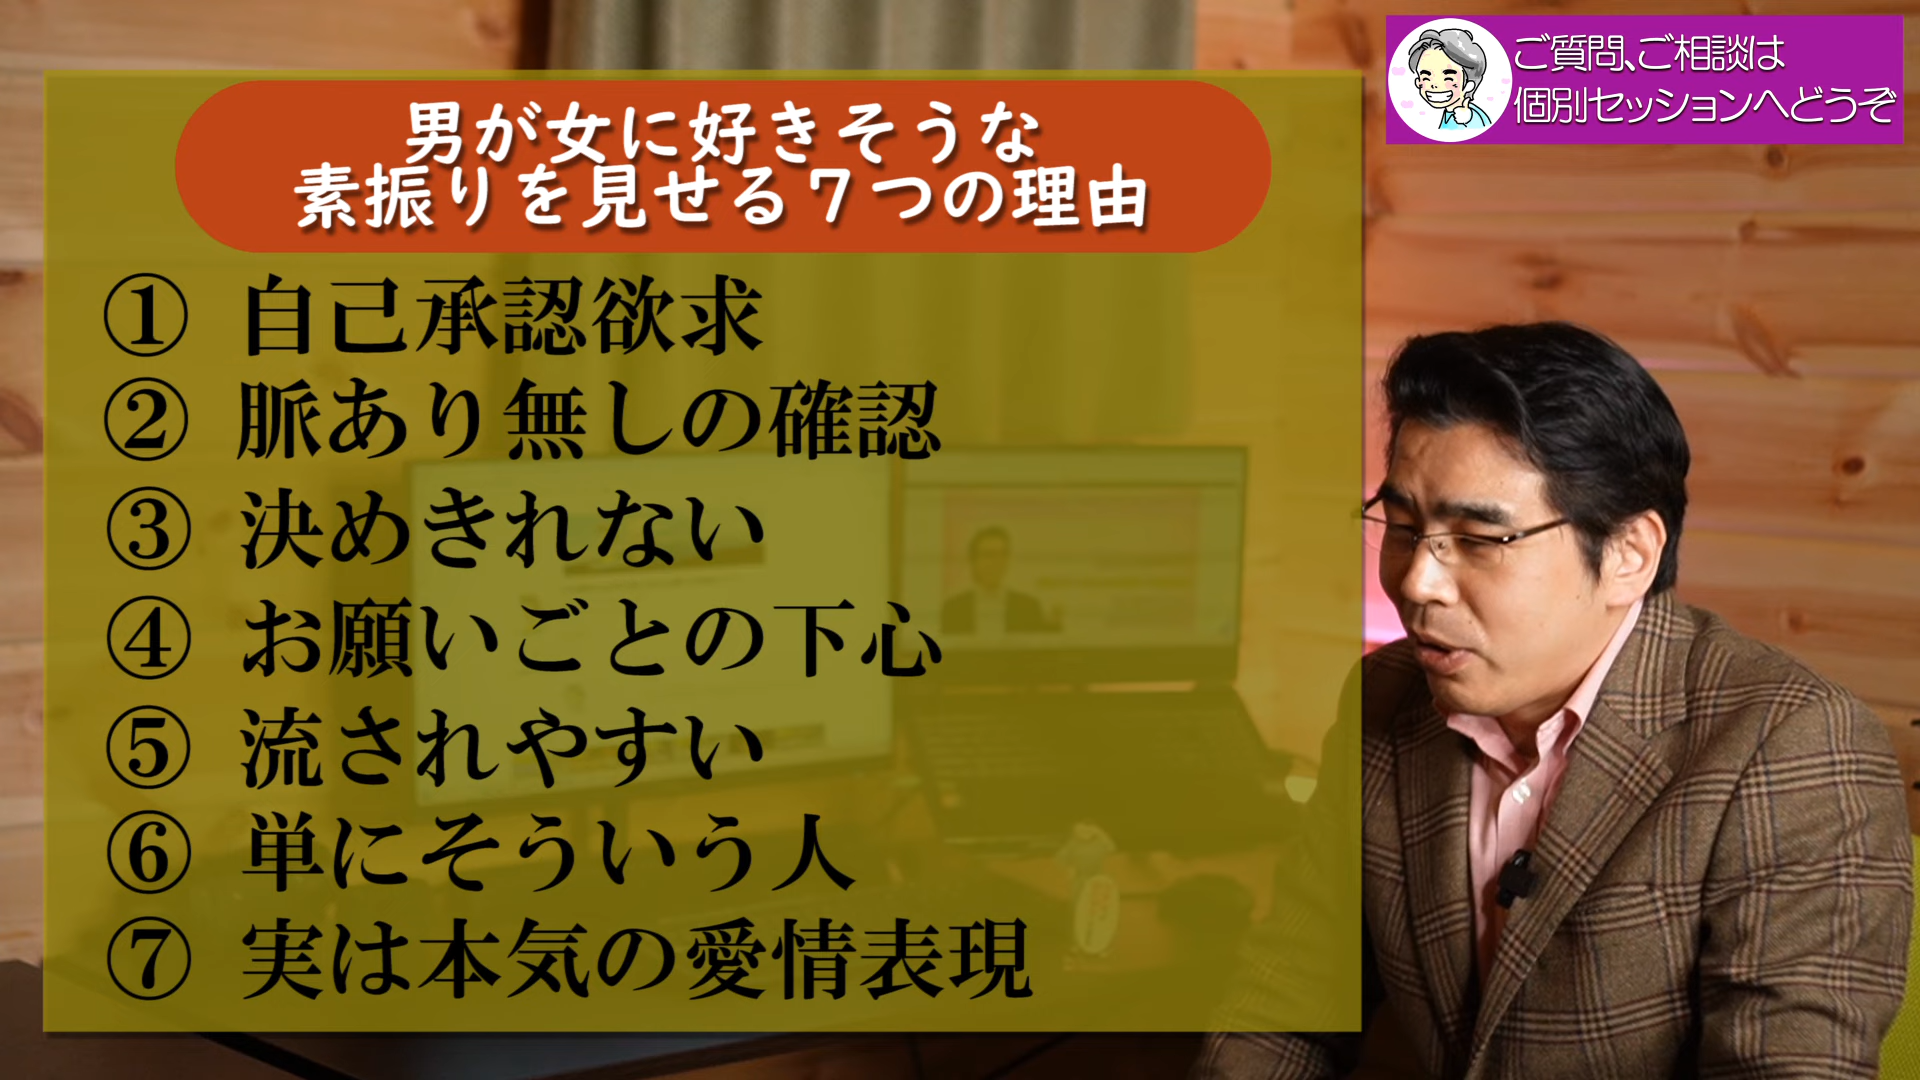 ご質問、ご相談は
個別セッションへどうぞ
男が女に好きそうな
素振りを見せる７つの理由
① 自己承認欲求
② 脈あり無しの確認
③ 決めきれない
④ お願いごとの下心
⑤ 流されやすい
⑥ 単にそういう人
⑦ 実は本気の愛情表現